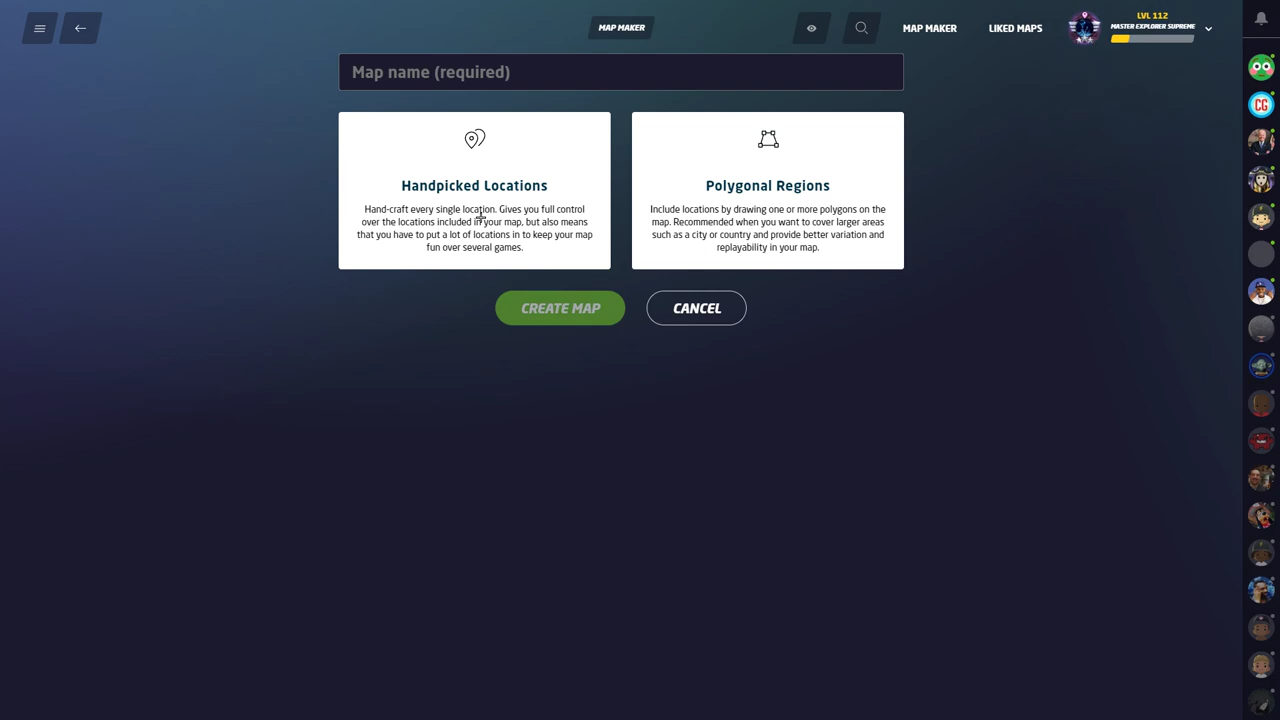 MAP MAKER
MAP MAKER
LIKED MAPS
LVL 112
MASTER EXPLORER SUPREME
Map name (required)
Handpicked Locations
Hand-craft every single location. Gives you full control
over the locations included in your map, but also means
that you have to put a lot of locations in to keep your map
fun over several games.
Polygonal Regions
Include locations by drawing one or more polygons on the
map. Recommended when you want to cover larger areas
such as a city or country and provide better variation and
replayability in your map.
CREATE MAP
CANCEL
CG